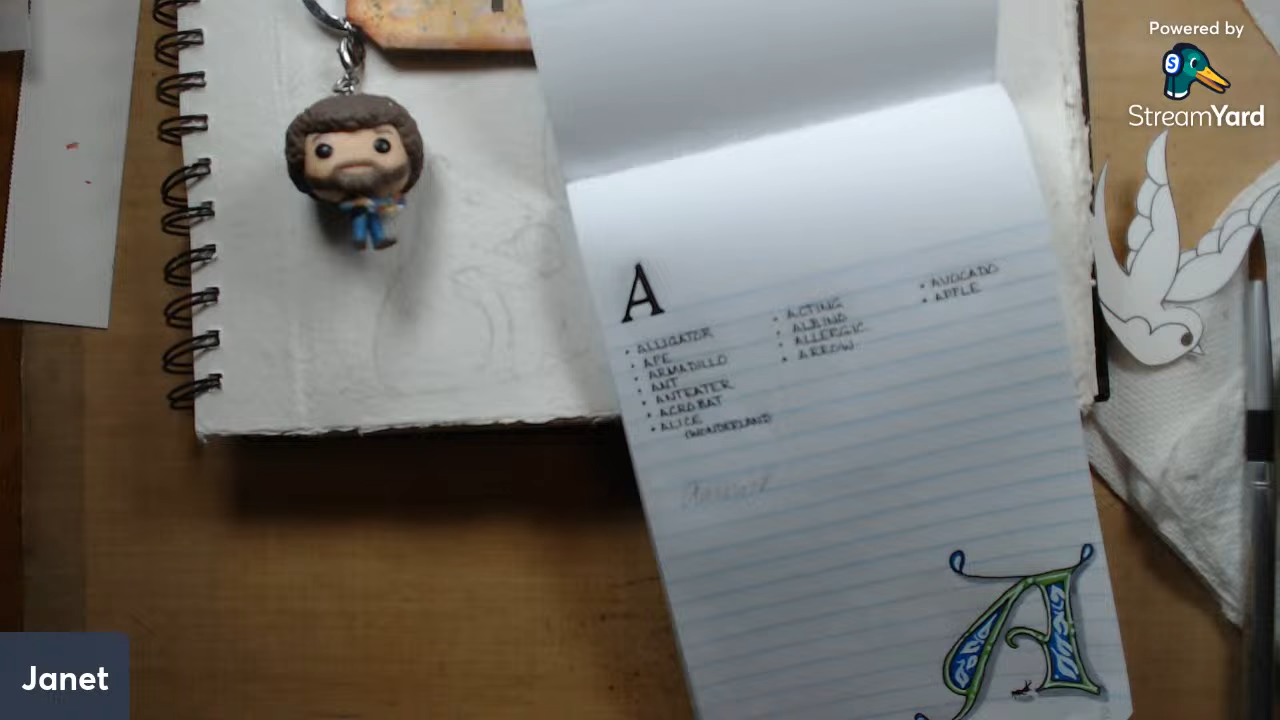 Powered by
StreamYard
A
• ALLIGATOR
• APE
• ARMADILLO
• ANT
• ANTEATER
• ACROBAT
• ALICE
(WONDERLAND
• ACTING
• ALBINO
• ALLERGIC
• ARROW
• AVOCADO
• APPLE
A
Janet